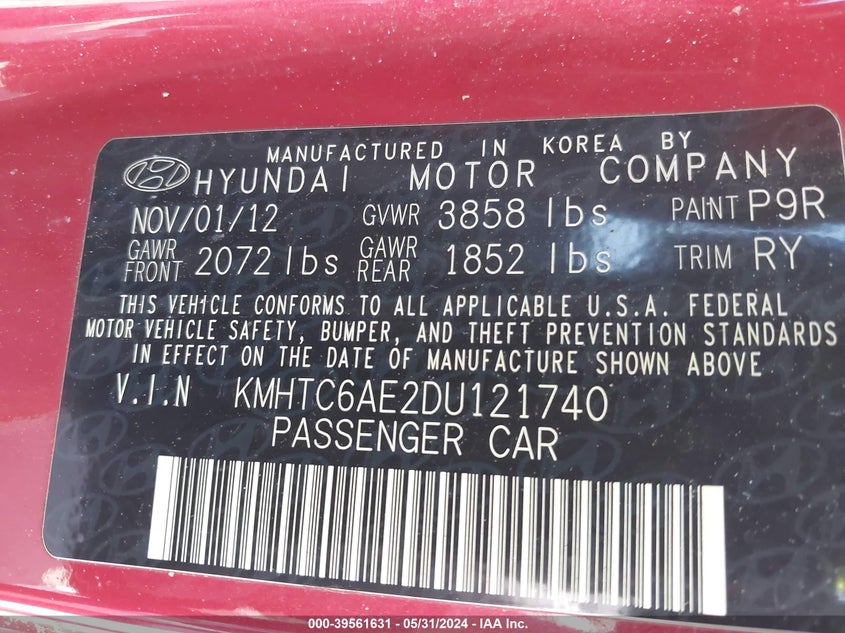 MANUFACTURED IN KOREA BY
HYUNDAI MOTOR COMPANY
NOV/01/12 GVWR 3858 lbs PAINT P9R
GAWR FRONT 2072 lbs GAWR REAR 1852 lbs TRIM RY
THIS VEHICLE CONFORMS TO ALL APPLICABLE U.S.A. FEDERAL
MOTOR VEHICLE SAFETY, BUMPER, AND THEFT PREVENTION STANDARDS
IN EFFECT ON THE DATE OF MANUFACTURE SHOWN ABOVE
V.I.N KMHTC6AE2DU121740
PASSENGER CAR
000-39561631 - 05/31/2024 - IAA Inc.